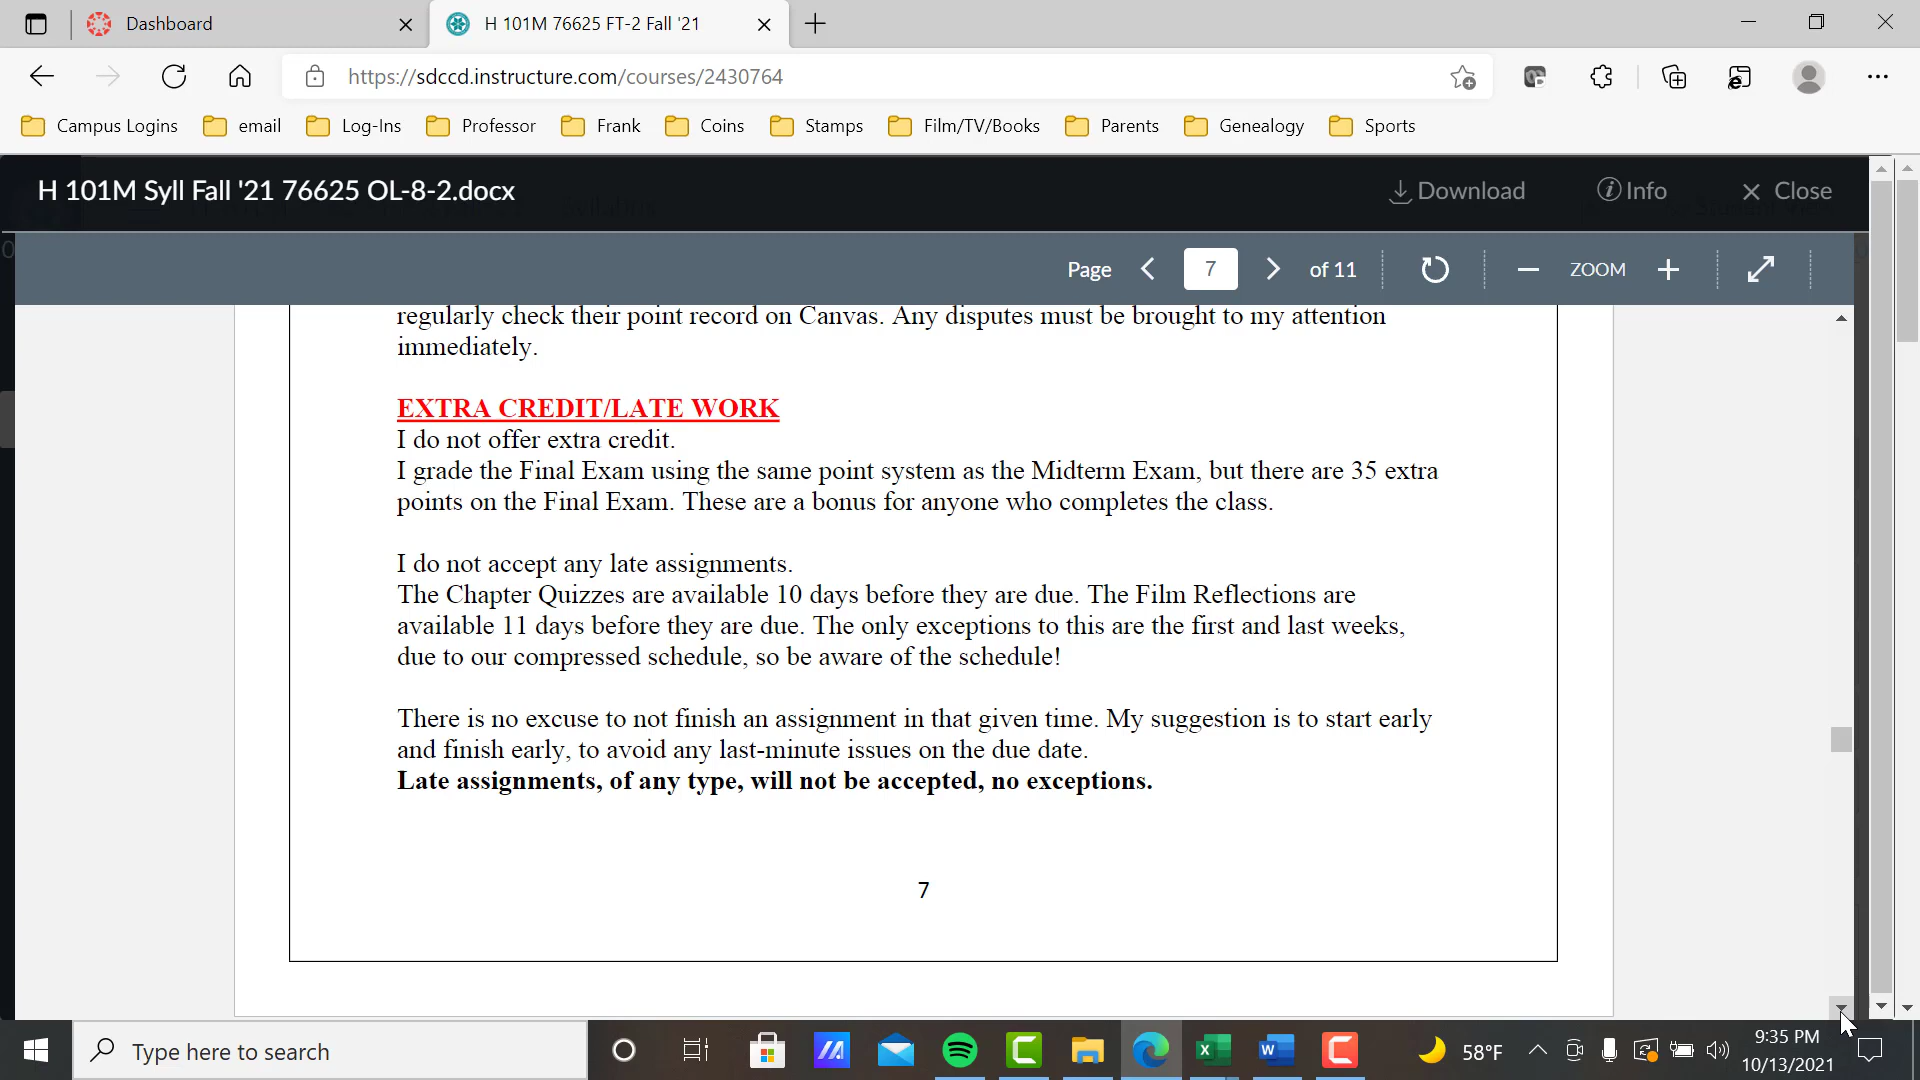 Dashboard
H 101M 76625 FT-2 Fall '21
https://sdccd.instructure.com/courses/2430764
Campus Logins
email
Log-Ins
Professor
Frank
Coins
Stamps
Film/TV/Books
Parents
Genealogy
Sports
H 101M Syll Fall '21 76625 OL-8-2.docx
Download
Info
Close
Page 7 of 11 ZOOM
regularly check their point record on Canvas. Any disputes must be brought to my attention
immediately.
EXTRA CREDIT/LATE WORK
I do not offer extra credit.
I grade the Final Exam using the same point system as the Midterm Exam, but there are 35 extra
points on the Final Exam. These are a bonus for anyone who completes the class.
I do not accept any late assignments.
The Chapter Quizzes are available 10 days before they are due. The Film Reflections are
available 11 days before they are due. The only exceptions to this are the first and last weeks,
due to our compressed schedule, so be aware of the schedule!
There is no excuse to not finish an assignment in that given time. My suggestion is to start early
and finish early, to avoid any last-minute issues on the due date.
Late assignments, of any type, will not be accepted, no exceptions.
7
Type here to search
58°F
9:35 PM
10/13/2021